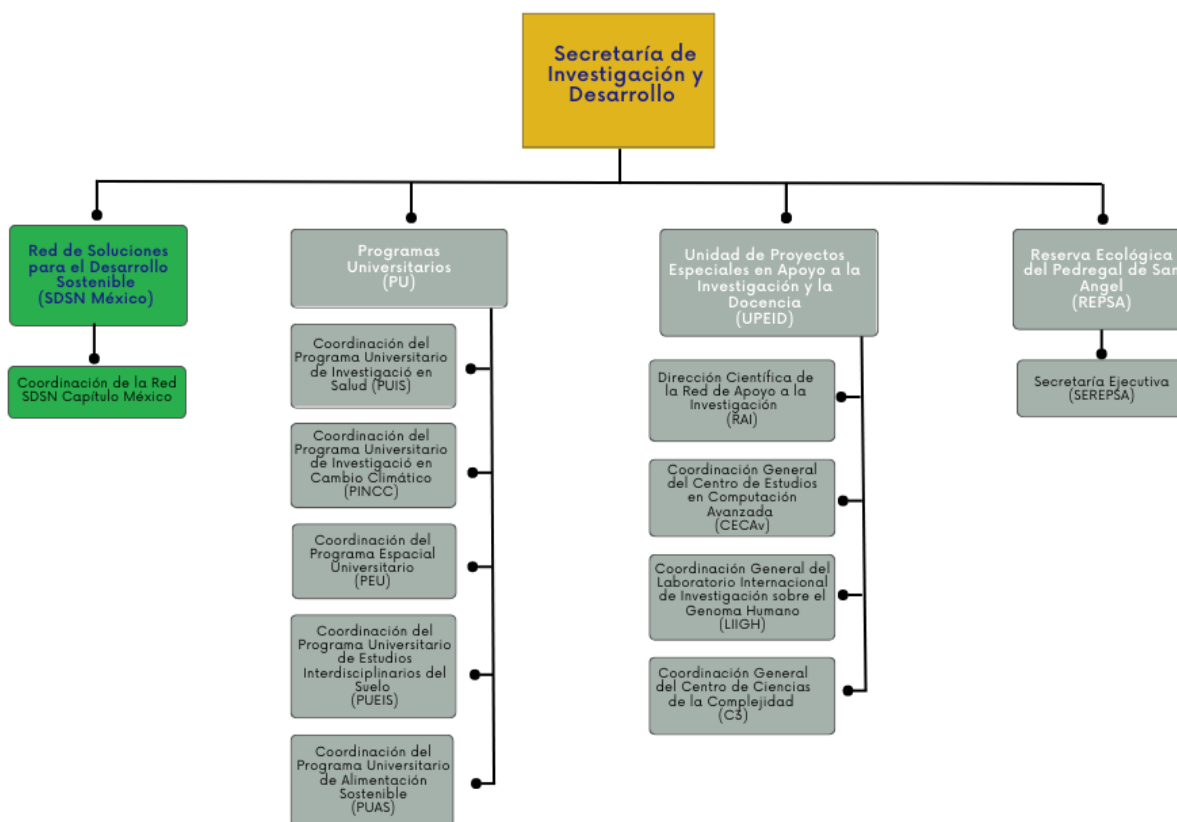 Secretaría de
Investigación y
Desarrollo
Red de Soluciones
para el Desarrollo
Sostenible
(SDSN México)
Coordinación de la Red
SDSN Capítulo México
Programas
Universitarios
(PU)
Coordinación del
Programa Universitario
de Investigació en
Salud (PUIS)
Coordinación del
Programa Universitario
de Investigació en
Cambio Climático
(PINCC)
Coordinación del
Programa Espacial
Universitario
(PEU)
Coordinación del
Programa Universitario
de Estudios
Interdisciplinarios del
Suelo
(PUEIS)
Coordinación del
Programa Universitario
de Alimentación
Sostenible
(PUAS)
Unidad de Proyectos
Especiales en Apoyo a la
Investigación y la
Docencia
(UPEID)
Dirección Científica de
la Red de Apoyo a la
Investigación
(RAI)
Coordinación General
del Centro de Estudios
en Computación
Avanzada
(CECAv)
Coordinación General del
Laboratorio Internacional
de Investigación sobre el
Genoma Humano
(LIIGH)
Coordinación General
del Centro de Ciencias
de la Complejidad
(C3)
Reserva Ecológica
del Pedregal de San
Angel
(REPSA)
Secretaría Ejecutiva
(SEREPSA)